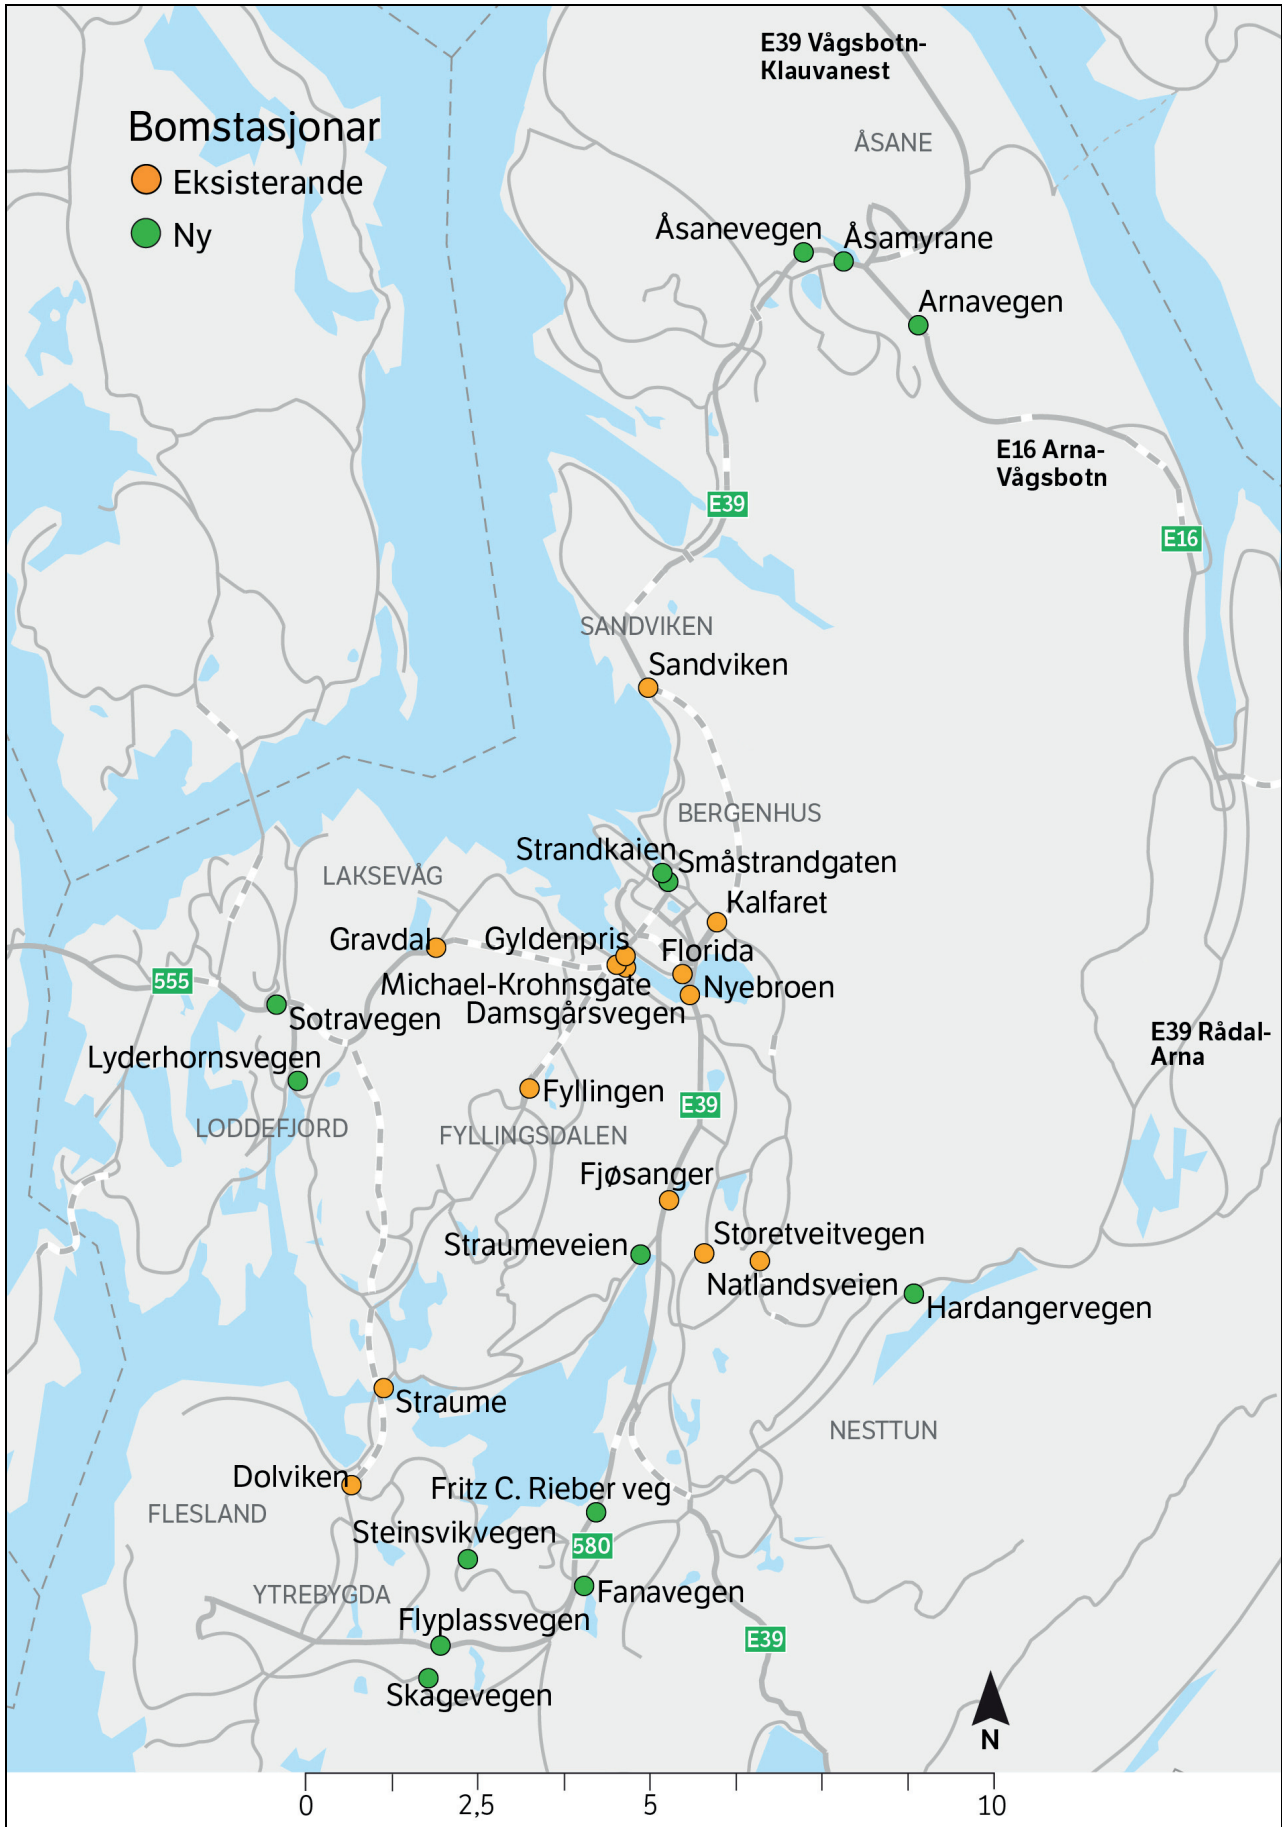 E39 Vågsbotn-
Klauvanest
Bomstasjonar
Eksisterande
Ny
ÅSANE
Åsanevegen
Åsamyrane
Arnavegen
E16 Arna-
Vågsbotn
E39
E16
SANDVIKEN
Sandviken
BERGENHUS
Strandkaien
Småstrandgaten
LAKSEVÅG
Kalfaret
Gravdal
Gyldenpris
Florida
555
Michael-Krohnsgate
Nyebroen
Sotravegen
Damsgårsvegen
E39 Rådal-
Arna
Lyderhornsvegen
Fyllingen
E39
LODDEFJORD
FYLLINGSDALEN
Fjøsanger
Straumeveien
Storetveitvegen
Natlandsveien
Hardangervegen
Straume
NESTTUN
Dolviken
Fritz C. Rieber veg
FLESLAND
Steinsvikvegen
580
YTREBYGDA
Fanavegen
Flyplassvegen
E39
Skagevegen
N
0 2,5 5 10